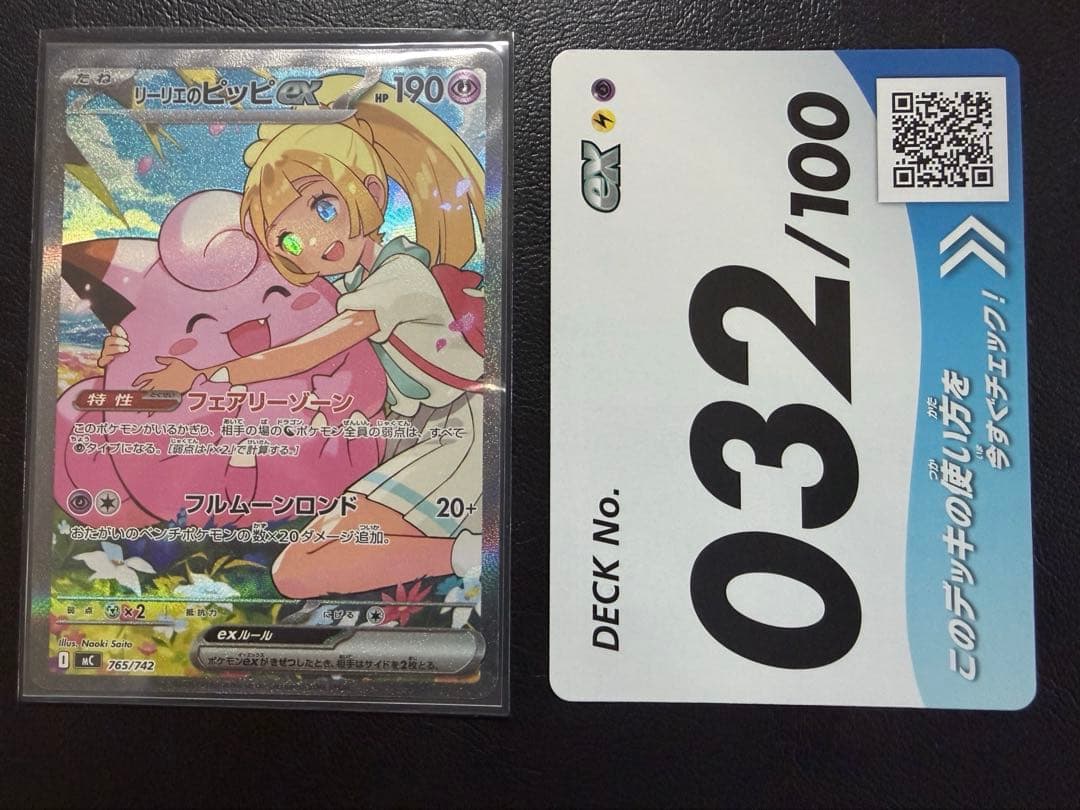 たね
リーリエのピッピex
HP 190
特性 とくせい
フェアリーゾーン
このポケモンがいるかぎり、相手の場のポケモン全員の弱点は、すべて
タイプになる。[弱点は「×2」で計算する。]
フルムーンロンド 20+
おたがいのベンチポケモンの数×20ダメージ追加。
弱点 ×2 抵抗力 にげる
exルール
ポケモンexがきぜつしたとき、相手はサイドを2枚とる。
Illus. Naoki Saito
MC 765/742
ex
DECK No.
032/100
このデッキの使い方を
今すぐチェック!